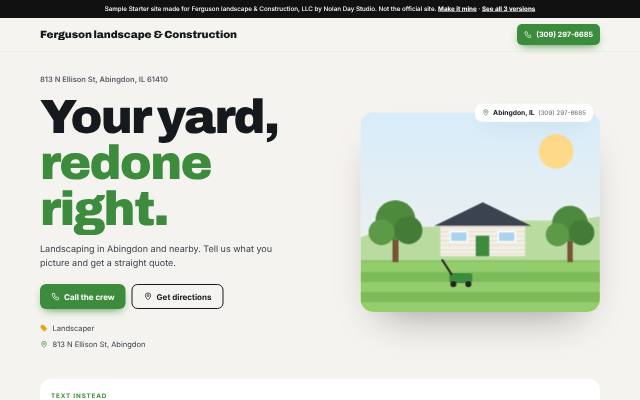 Sample Starter site made for Ferguson landscape & Construction, LLC by Nolan Day Studio. Not the official site. Make it mine · See all 3 versions
Ferguson landscape & Construction
(309) 297-6685
813 N Ellison St, Abingdon, IL 61410
Your yard,
redone
right.
Abingdon, IL (309) 297-6685
Landscaping in Abingdon and nearby. Tell us what you
picture and get a straight quote.
Call the crew
Get directions
Landscaper
813 N Ellison St, Abingdon
TEXT INSTEAD